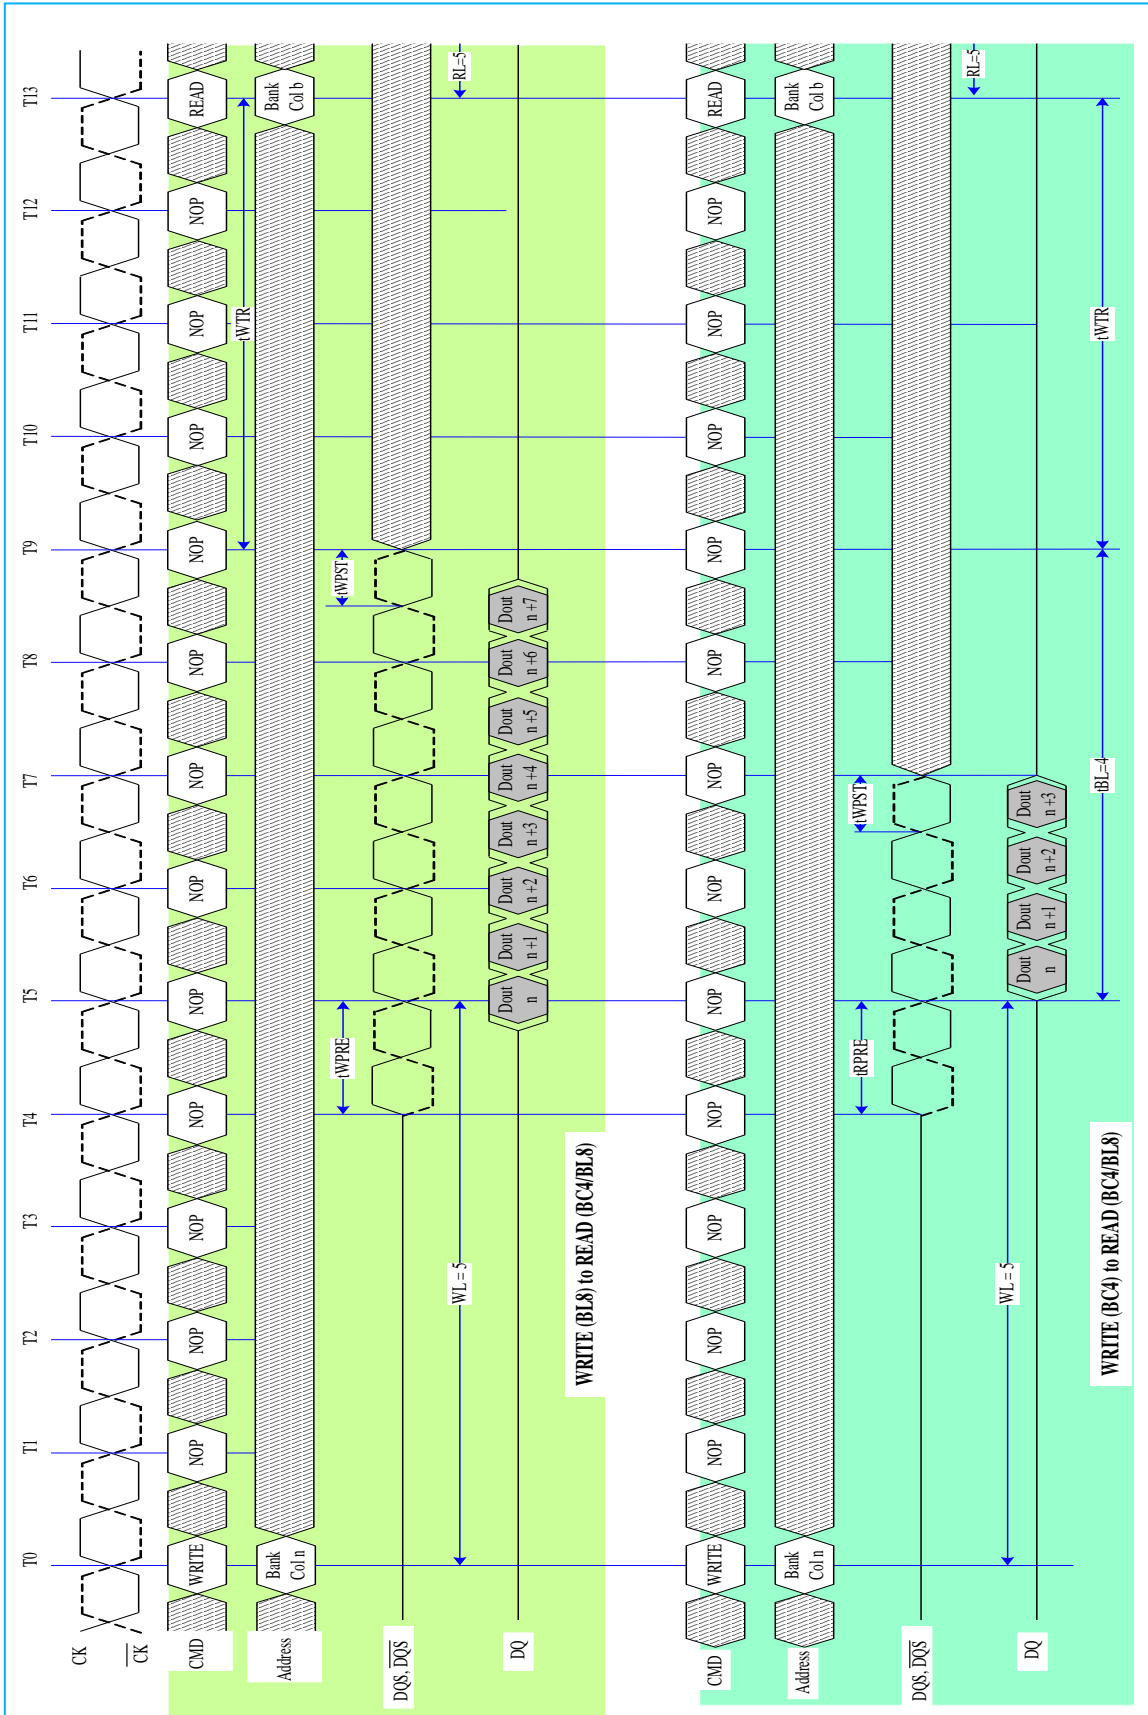 T0 T1 T2 T3 T4 T5 T6 T7 T8 T9 T10 T11 T12 T13
CK
CK
CMD WRITE NOP NOP NOP NOP NOP NOP NOP NOP NOP NOP NOP NOP READ
tWTR
Address Bank Col n Bank Col b
tWPRE tWPST
DQS, DQS
WL = 5 RL=5
DQ Dout n Dout n +1 Dout n +2 Dout n +3 Dout n +4 Dout n +5 Dout n +6 Dout n +7
WRITE (BL8) to READ (BC4/BL8)
CMD WRITE NOP NOP NOP NOP NOP NOP NOP NOP NOP NOP NOP NOP READ
Address Bank Col n Bank Col b
tRPRE tWPST
DQS, DQS
RL=5
WL = 5
DQ Dout n Dout n +1 Dout n +2 Dout n +3
tBL=4 tWTR
WRITE (BC4) to READ (BC4/BL8)